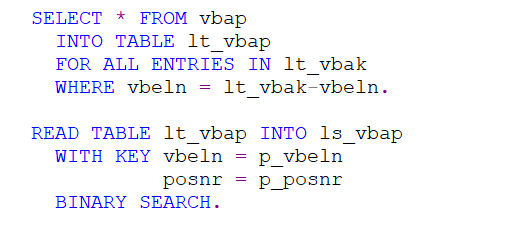 SELECT * FROM vbap
INTO TABLE lt_vbap
FOR ALL ENTRIES IN lt_vbak
WHERE vbeln = lt_vbak-vbeln.
READ TABLE lt_vbap INTO ls_vbap
WITH KEY vbeln = p_vbeln
posnr = p_posnr
BINARY SEARCH.